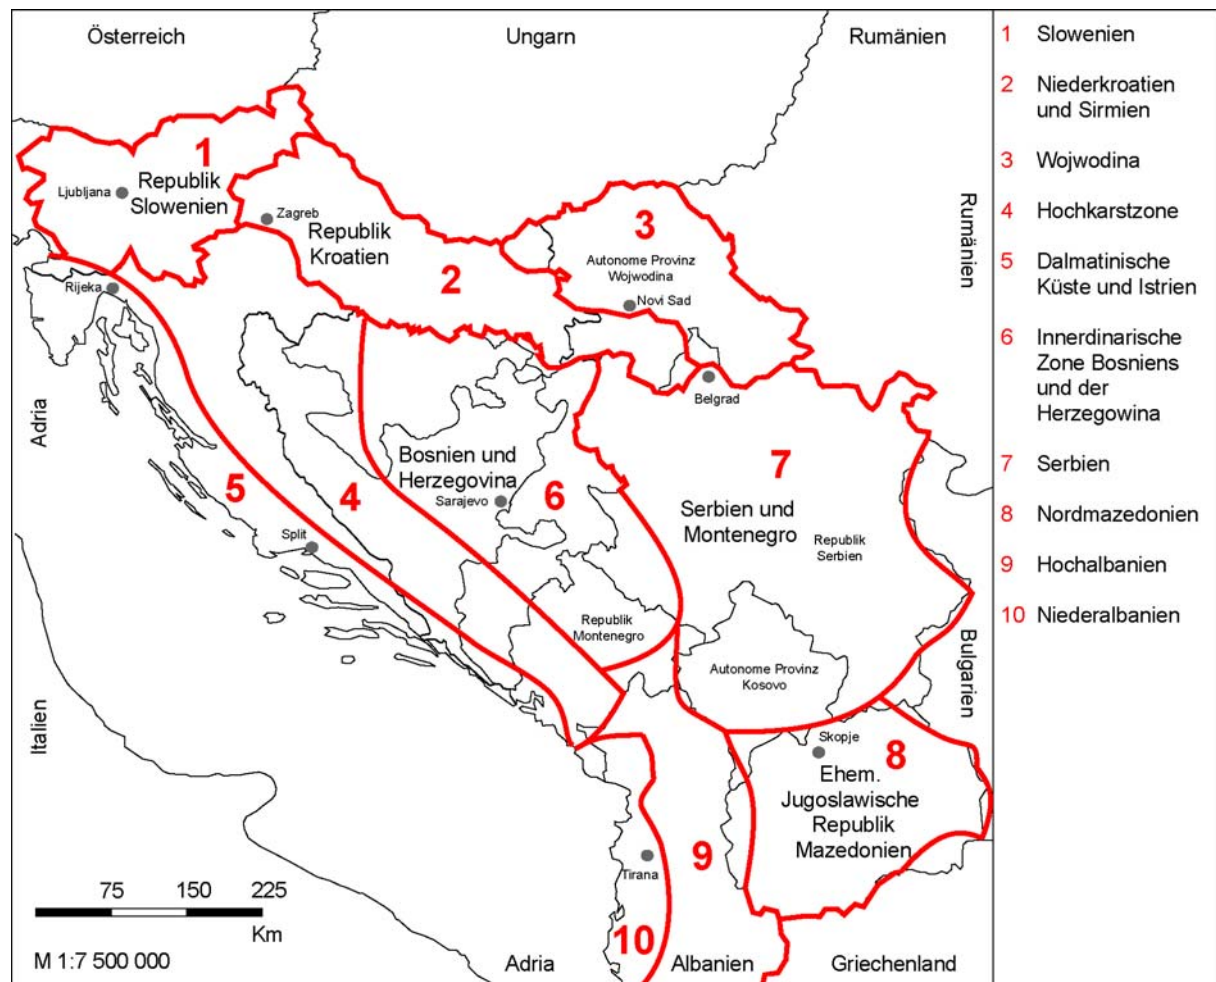 Österreich
Ungarn
Rumänien
1
Republik
Slowenien
Ljubljana
Zagreb
Republik
Kroatien
2
3
Autonome Provinz
Wojwodina
Novi Sad
Rumänien
Rijeka
Belgrad
Adria
Bosnien und
Herzegovina
Sarajevo
4
5
6
7
Serbien und
Montenegro
Republik
Serbien
Split
Republik
Montenegro
Autonome Provinz
Kosovo
Bulgarien
Italien
Skopje
8
Ehem.
Jugoslawische
Republik
Mazedonien
9
Tirana
10
75 150 225
Km
M 1:7 500 000
Adria
Albanien
Griechenland
1 Slowenien
2 Niederkroatien
und Sirmien
3 Wojwodina
4 Hochkarstzone
5 Dalmatinische
Küste und Istrien
6 Innerdinarische
Zone Bosniens
und der
Herzegowina
7 Serbien
8 Nordmazedonien
9 Hochalbanien
10 Niederalbanien